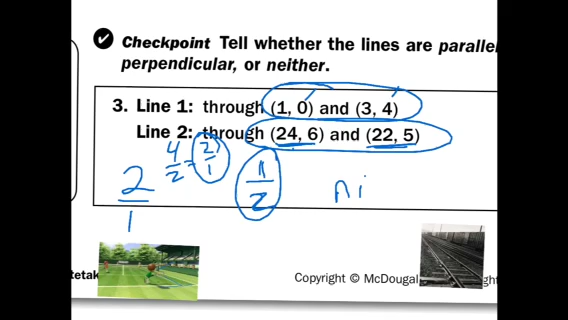 Checkpoint Tell whether the lines are parallel
perpendicular, or neither.
3. Line 1: through (1, 0) and (3, 4)
Line 2: through (24, 6) and (22, 5)
4/2 = 2/1
2/1
1/2
ni
Copyright © McDougal